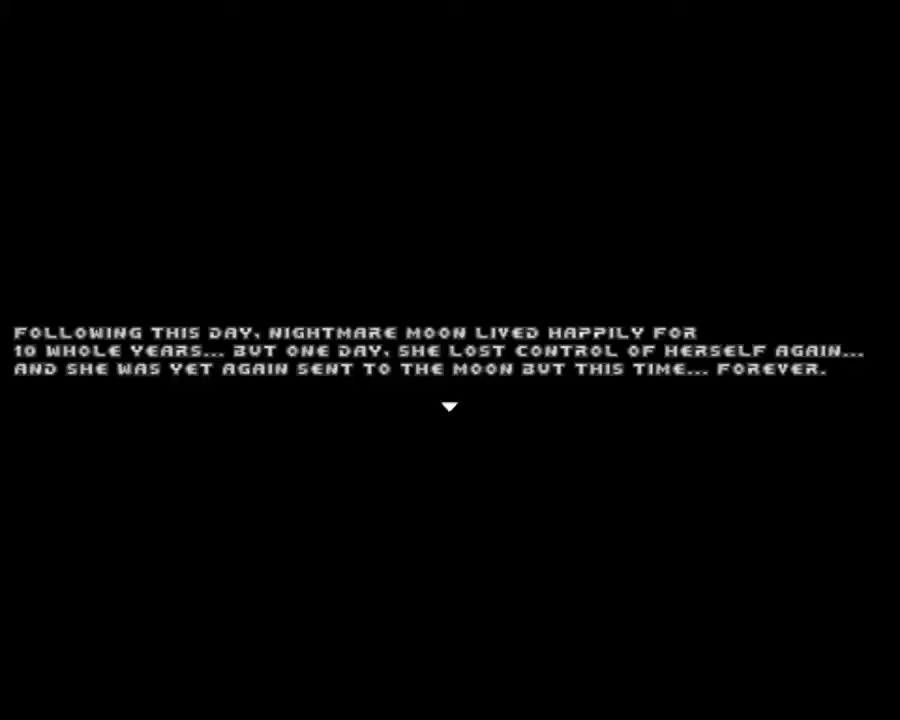 FOLLOWING THIS DAY, NIGHTMARE MOON LIVED HAPPILY FOR
10 WHOLE YEARS... BUT ONE DAY, SHE LOST CONTROL OF HERSELF AGAIN...
AND SHE WAS YET AGAIN SENT TO THE MOON BUT THIS TIME... FOREVER.